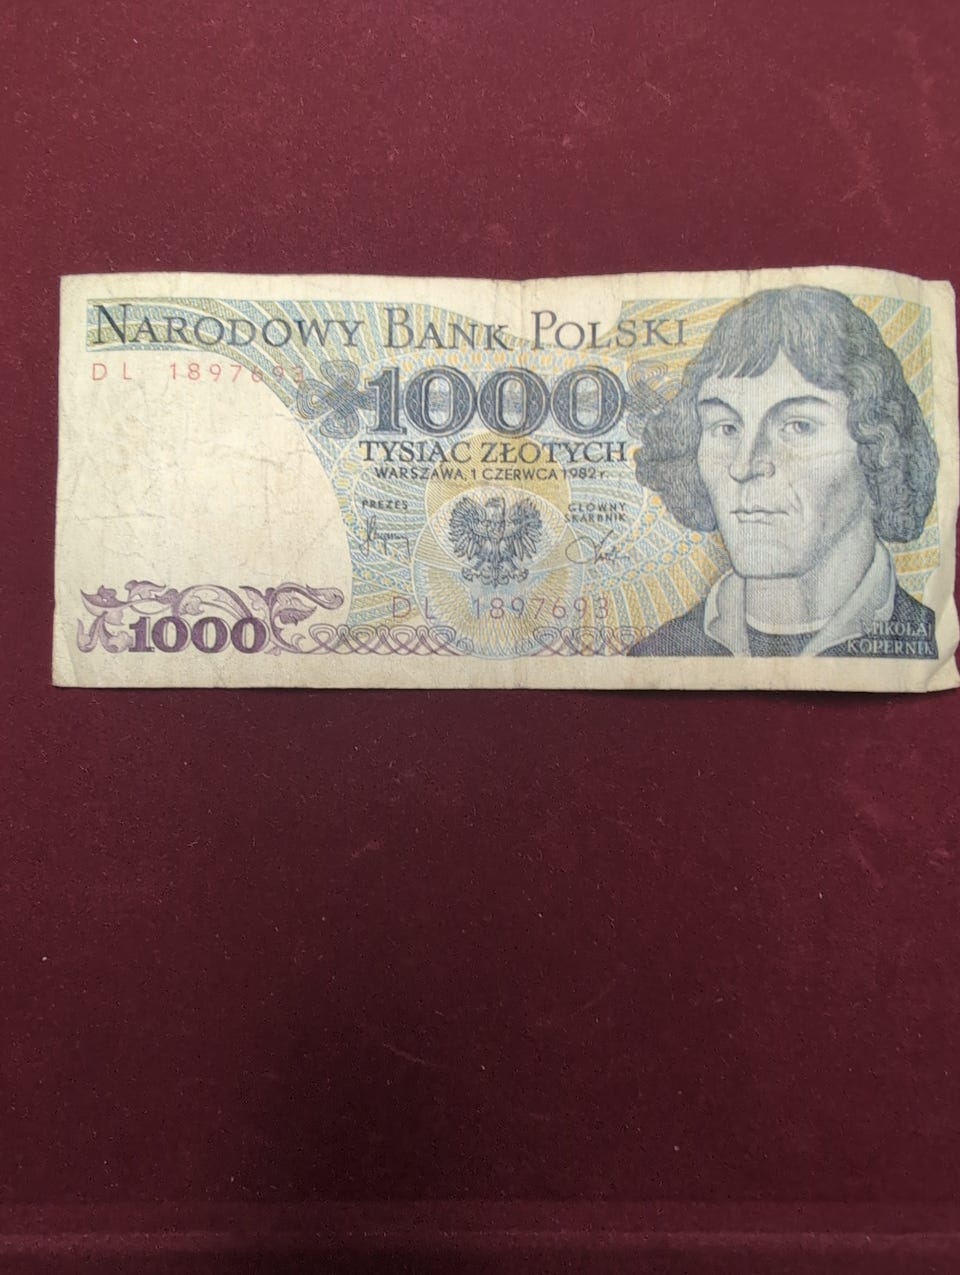 NARODOWY BANK POLSKI
DL 1897693
1000
TYSIĄC ZŁOTYCH
WARSZAWA, 1 CZERWCA 1982 r.
PREZES
GŁÓWNY
SKARBNIK
DL 1897693
1000
MIKOŁAJ
KOPERNIK